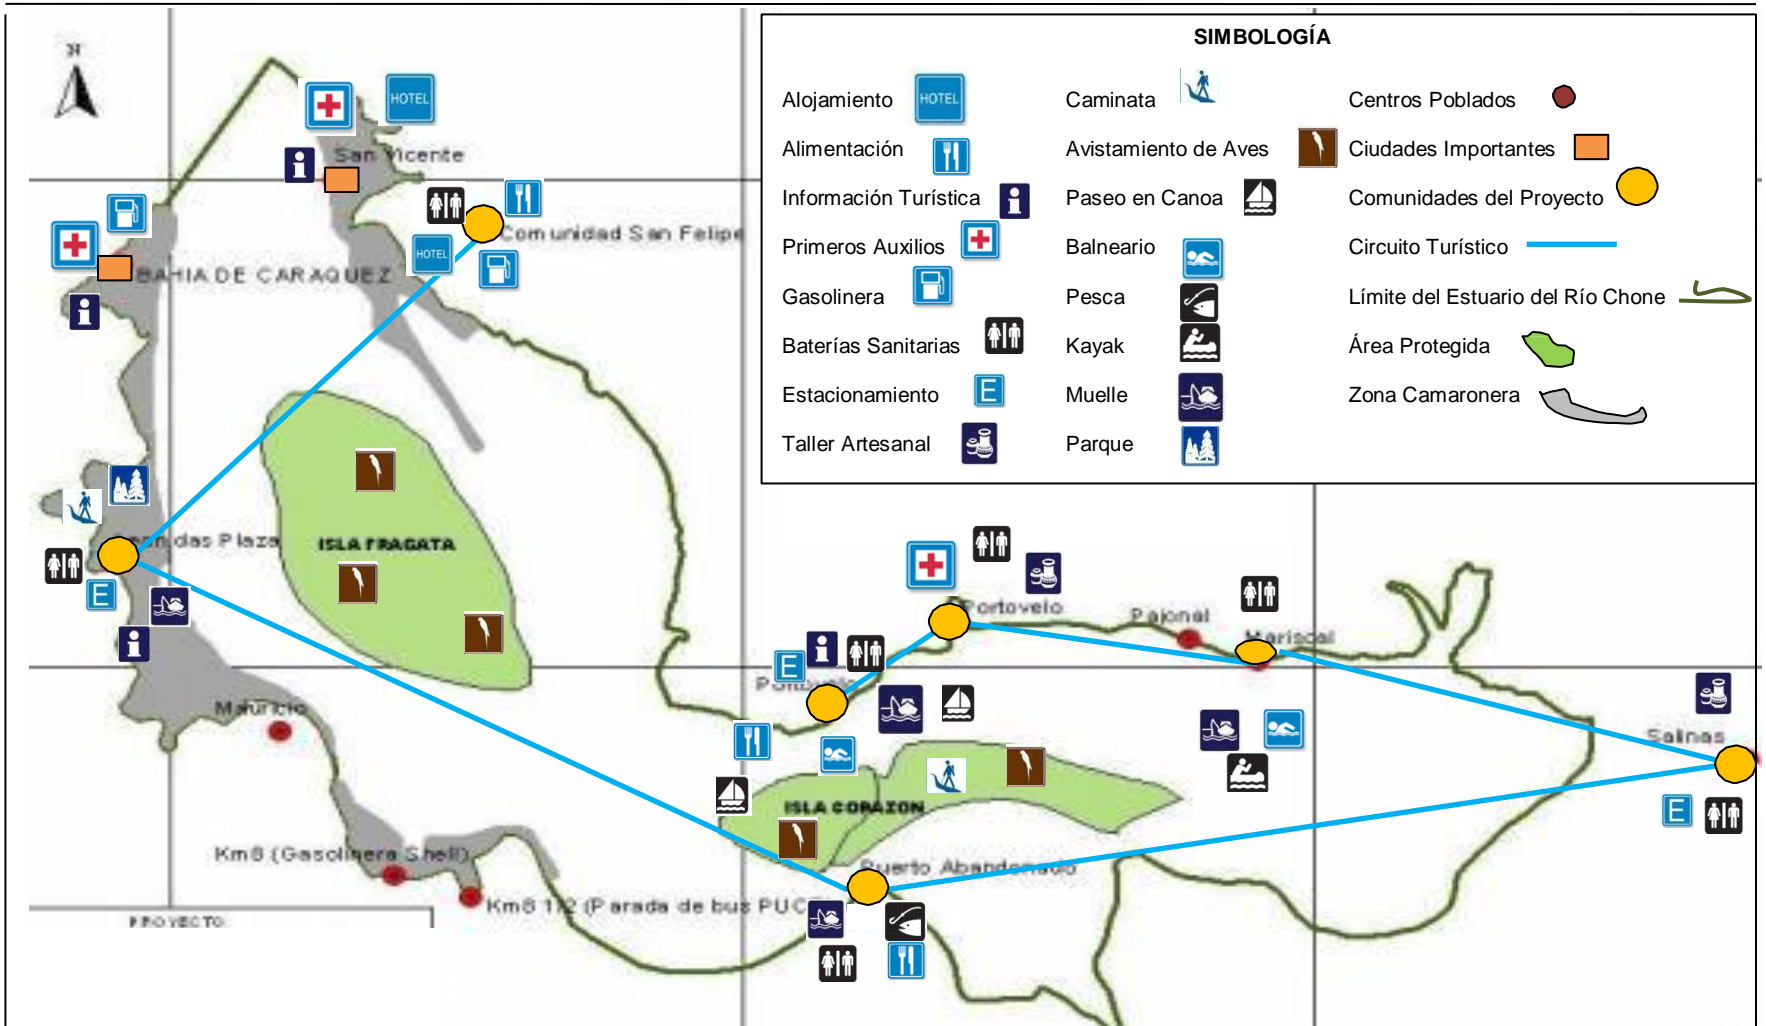 SIMBOLOGÍA
Alojamiento
HOTEL
Caminata
Centros Poblados
Alimentación
Avistamiento de Aves
Ciudades Importantes
Información Turística
i
Paseo en Canoa
Comunidades del Proyecto
Primeros Auxilios
Balneario
Circuito Turístico
Gasolinera
Pesca
Límite del Estuario del Río Chone
Baterías Sanitarias
Kayak
Área Protegida
Estacionamiento
E
Muelle
Zona Camaronera
Taller Artesanal
Parque
N
HOTEL
San Vicente
i
Comunidad San Felipe
HOTEL
BAHIA DE CARAQUEZ
i
das Plaza
ISLA FRAGATA
E
i
Portovelo
Pajonal
Mariscal
i
E
Mauricio
Salinas
ISLA CORAZON
E
Km8 (Gasolinera Shell)
Puerto Abandonado
Km8 1/2 (Parada de bus PUC
PROYECTO: